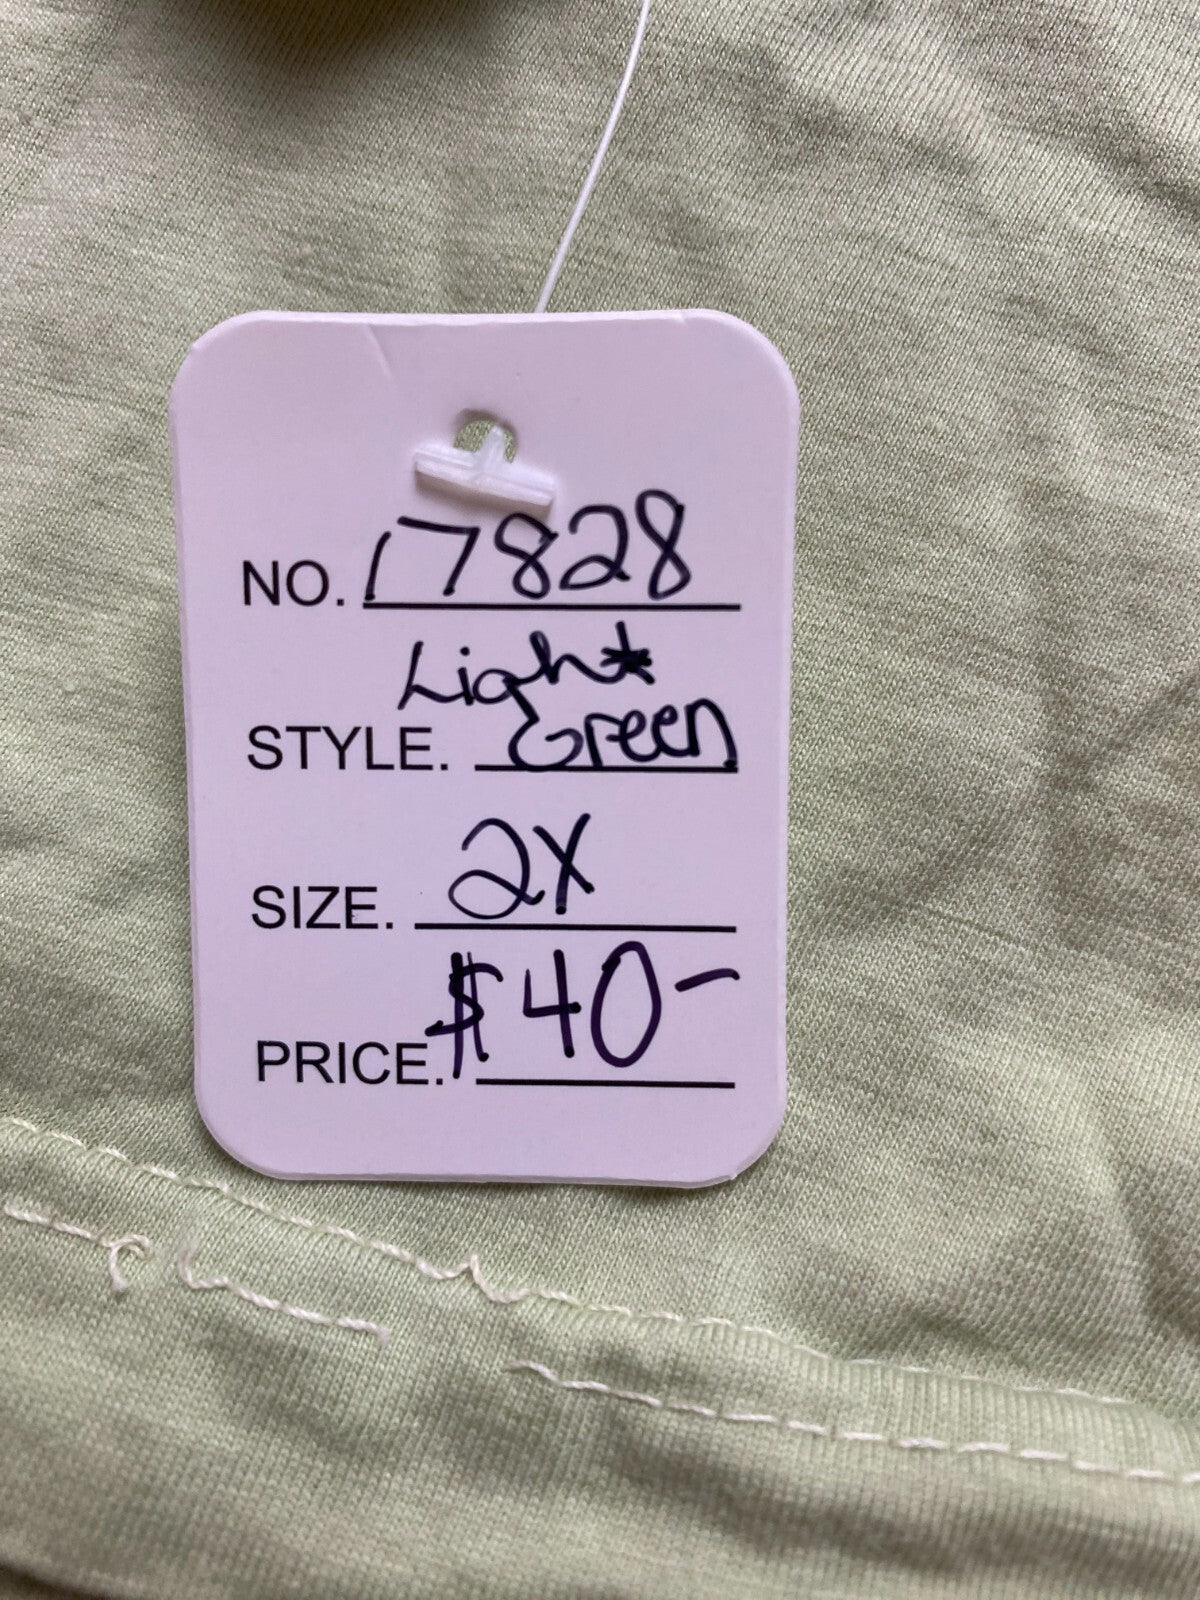 NO. 17828
Light
STYLE. Green
SIZE. 2X
PRICE. $40-